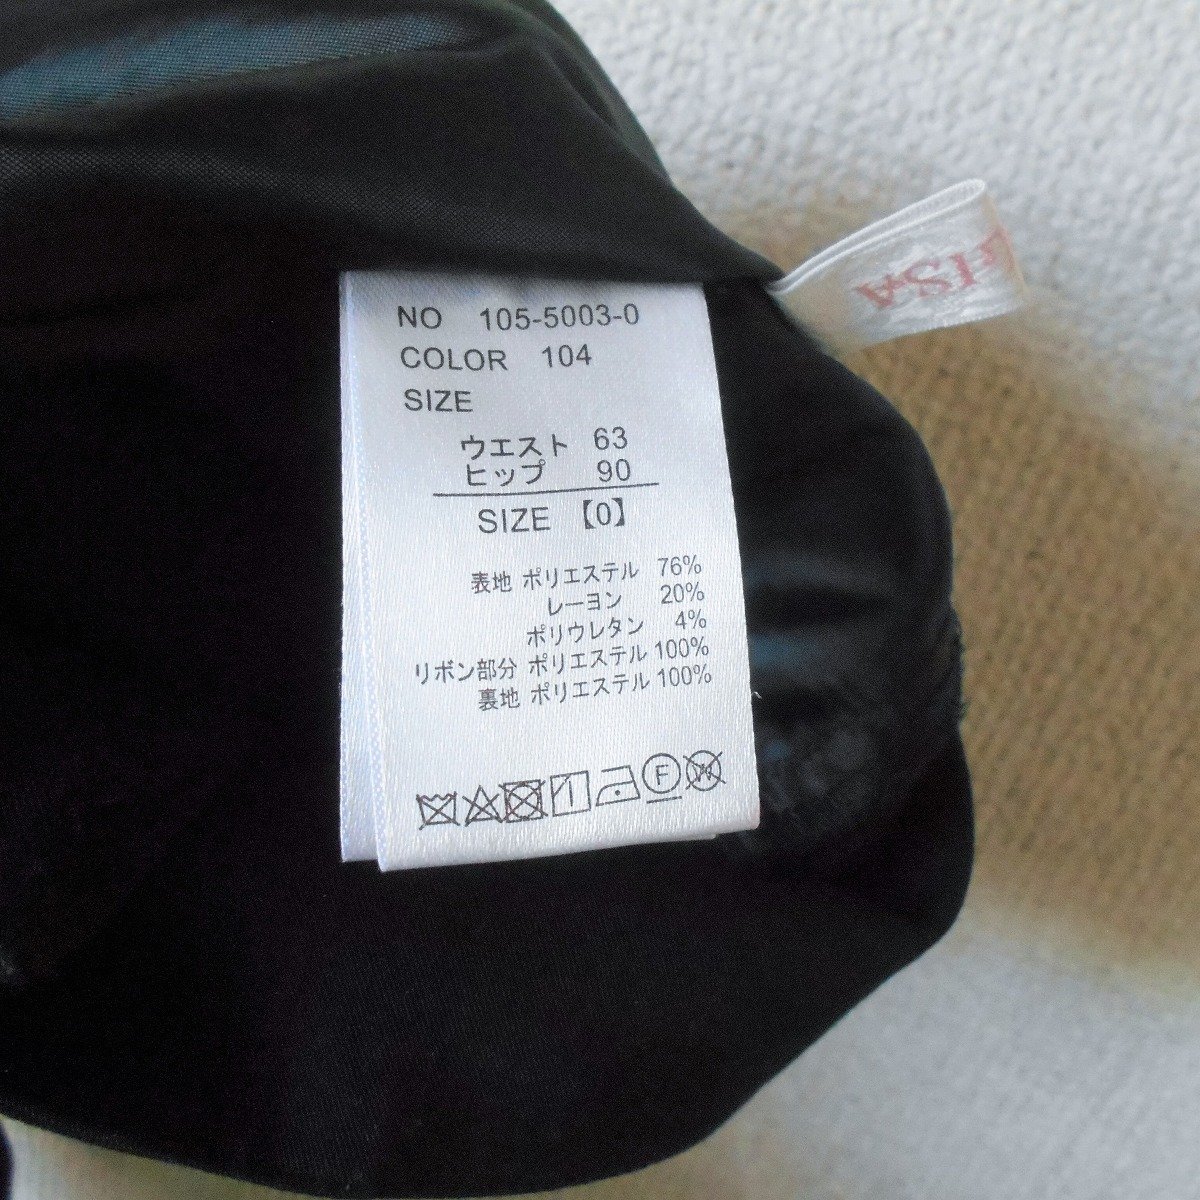 NO 105-5003-0
COLOR 104
SIZE
ウエスト 63
ヒップ 90
SIZE 【0】
表地 ポリエステル 76%
レーヨン 20%
ポリウレタン 4%
リボン部分 ポリエステル 100%
裏地 ポリエステル 100%
F W